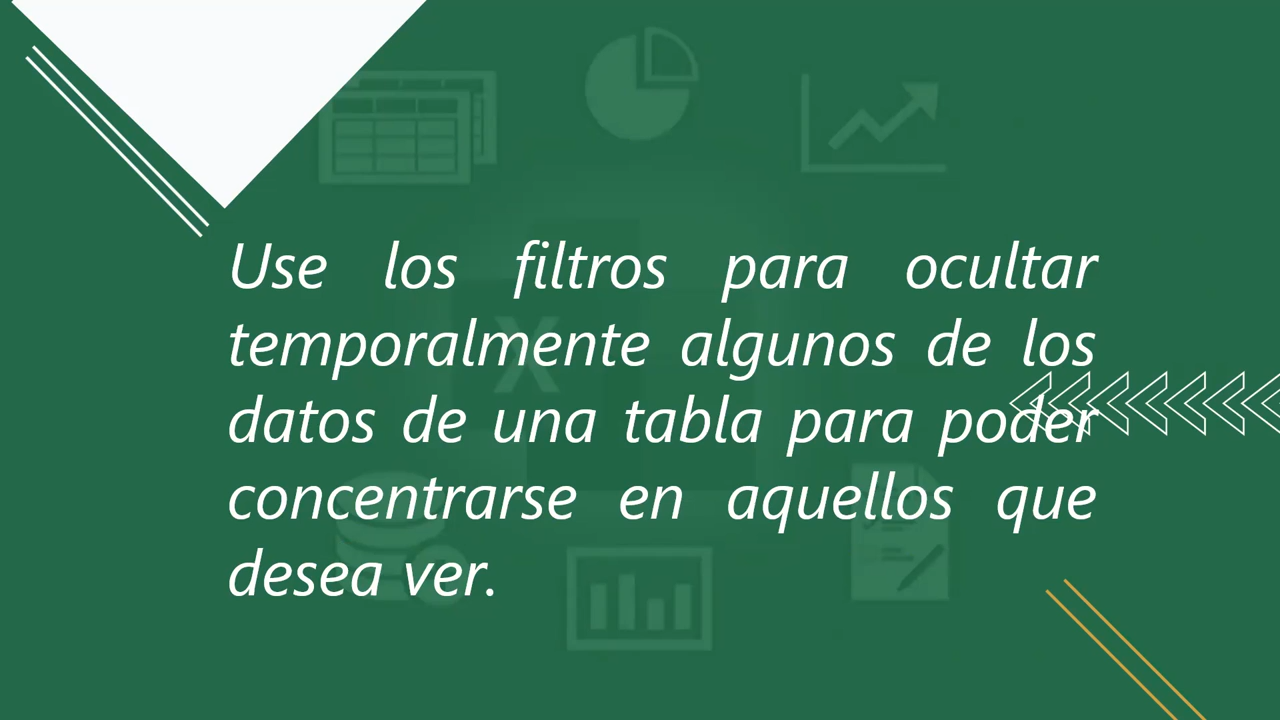 Use los filtros para ocultar
temporalmente algunos de los
datos de una tabla para poder
concentrarse en aquellos que
desea ver.
X